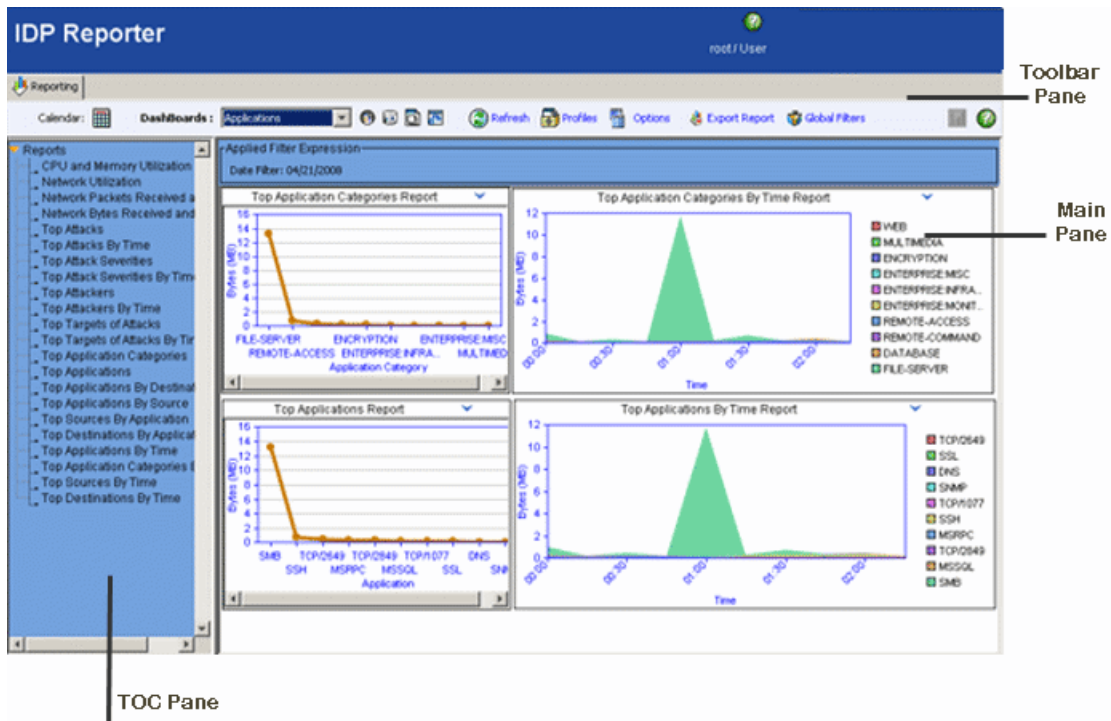 IDP Reporter
root / User
Reporting
Toolbar Pane
Calendar:
DashBoards :
Applications
Refresh
Profiles
Options
Export Report
Global Filters
Reports
CPU and Memory Utilization
Network Utilization
Network Packets Received a
Network Bytes Received and
Top Attacks
Top Attacks By Time
Top Attack Severities
Top Attack Severities By Tim
Top Attackers
Top Attackers By Time
Top Targets of Attacks
Top Targets of Attacks By Tir
Top Application Categories
Top Applications
Top Applications By Destinat
Top Applications By Source
Top Sources By Application
Top Destinations By Applicat
Top Applications By Time
Top Application Categories
Top Sources By Time
Top Destinations By Time
Applied Filter Expression
Date Filter: 04/21/2008
Top Application Categories Report
Bytes (MB)
16
14
12
10
8
6
4
2
0
FILE-SERVER ENCRYPTION ENTERPRISE:MISC
REMOTE-ACCESS ENTERPRISE:INFRA... MULTIMED
Application Category
Top Application Categories By Time Report
Bytes (MB)
12
10
8
6
4
2
0
00:00 00:30 01:00 01:30 02:00
Time
WEB
MULTIMEDIA
ENCRYPTION
ENTERPRISE:MISC
ENTERPRISE:INFRA...
ENTERPRISE:MONIT...
REMOTE-ACCESS
REMOTE-COMMAND
DATABASE
FILE-SERVER
Main Pane
Top Applications Report
Bytes (MB)
16
14
12
10
8
6
4
2
0
SMB TCP/2649 TCP/2849 TCP/1077 DNS
SSH MSRPC MSSQL SSL SNM
Application
Top Applications By Time Report
Bytes (MB)
12
10
8
6
4
2
0
00:00 00:30 01:00 01:30 02:00
Time
TCP/2649
SSL
DNS
SNMP
TCP/1077
SSH
MSRPC
TCP/2849
MSSQL
SMB
TOC Pane